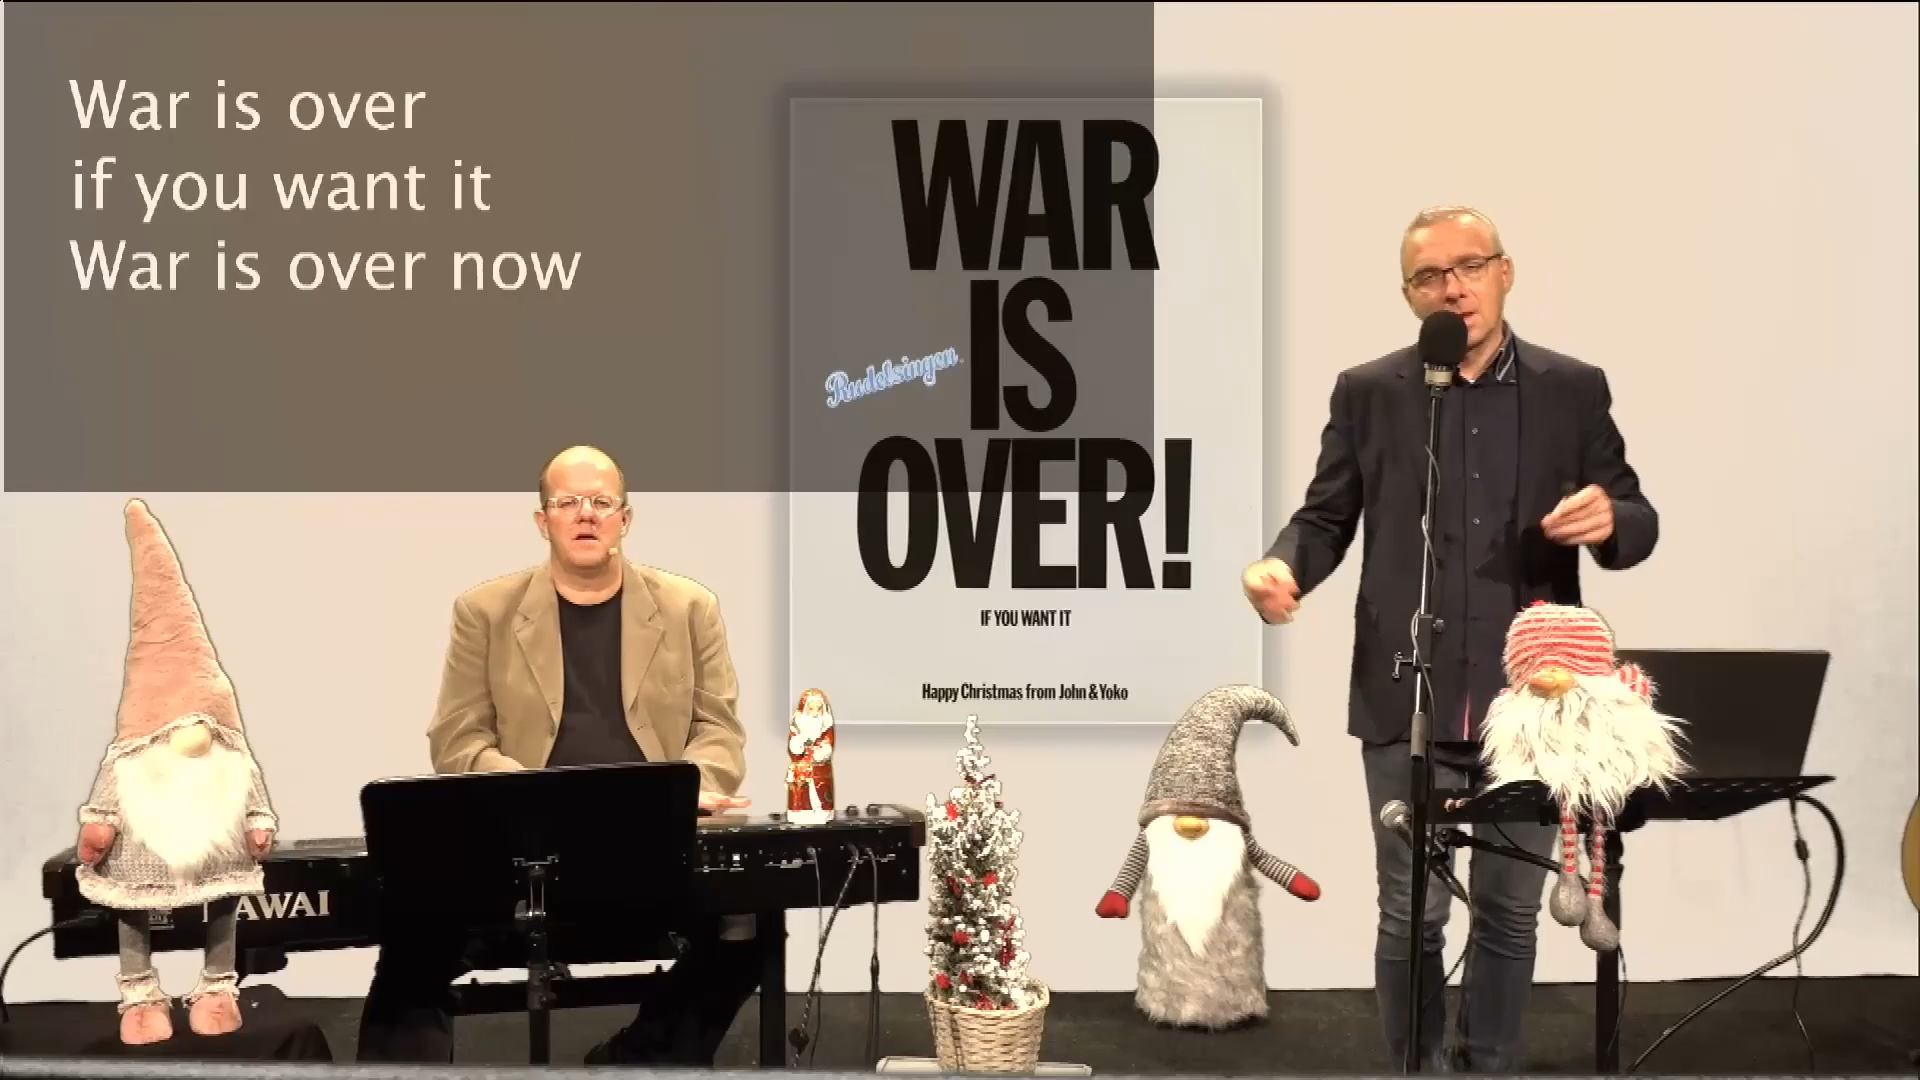 War is over
if you want it
War is over now
WAR
IS
Rudelsingen
OVER!
IF YOU WANT IT
Happy Christmas from John & Yoko
AWAI